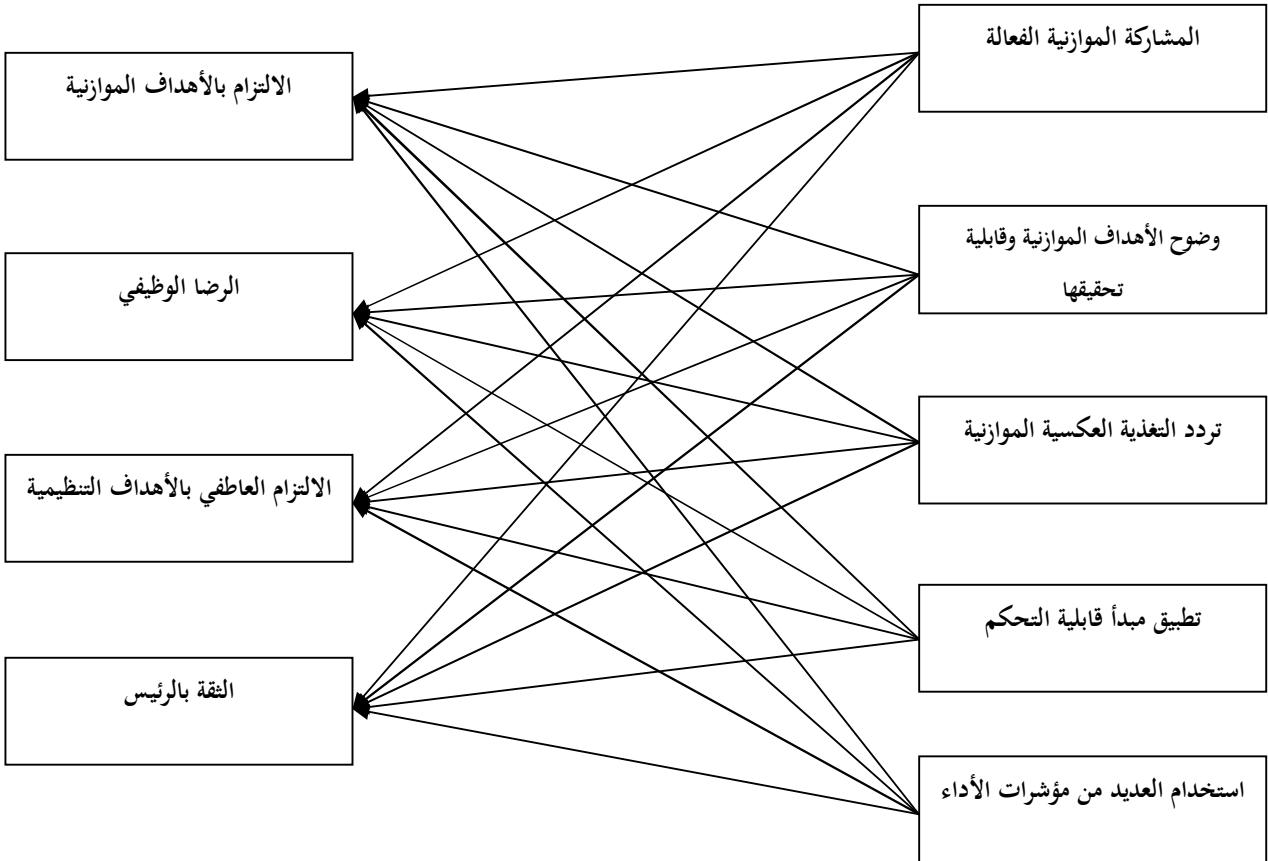 المشاركة الموازنية الفعالة
وضوح الأهداف الموازنية وقابلية
تحقيقها
تردد التغذية العكسية الموازنية
تطبيق مبدأ قابلية التحكم
استخدام العديد من مؤشرات الأداء
الالتزام بالأهداف الموازنية
الرضا الوظيفي
الالتزام العاطفي بالأهداف التنظيمية
الثقة بالرئيس